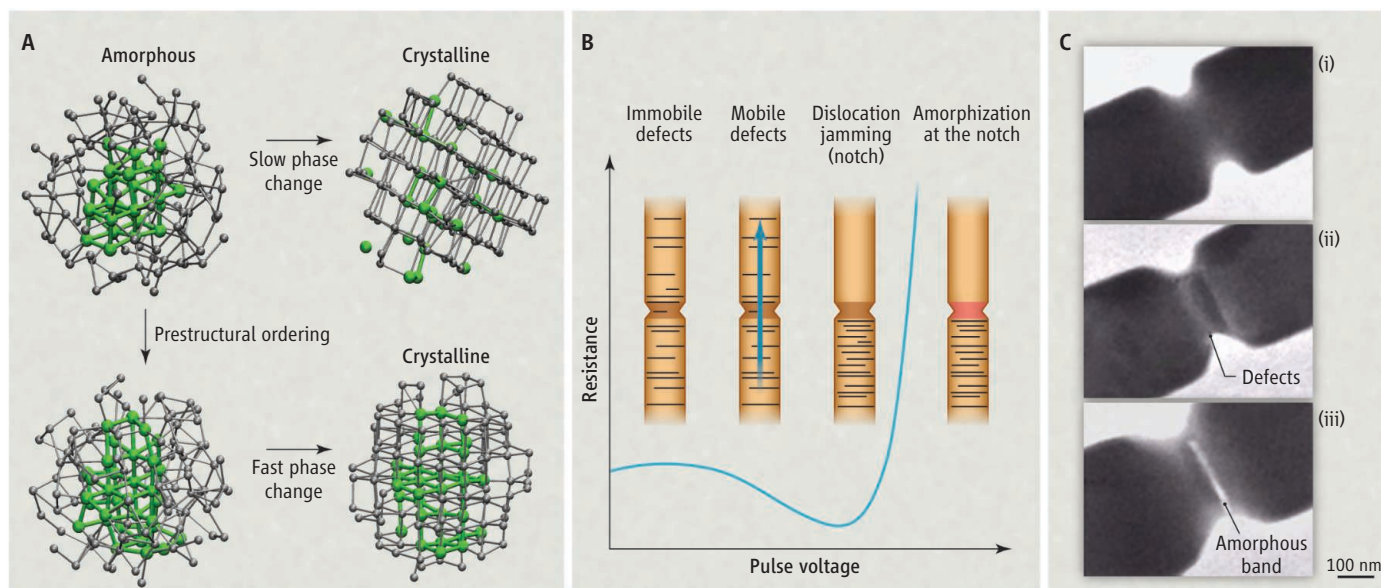 A
Amorphous
Crystalline
Slow phase
change
Prestructural ordering
Crystalline
Fast phase
change
B
Immobile
defects
Mobile
defects
Dislocation
jamming
(notch)
Amorphization
at the notch
Resistance
Pulse voltage
C
(i)
(ii)
Defects
(iii)
Amorphous
band
100 nm